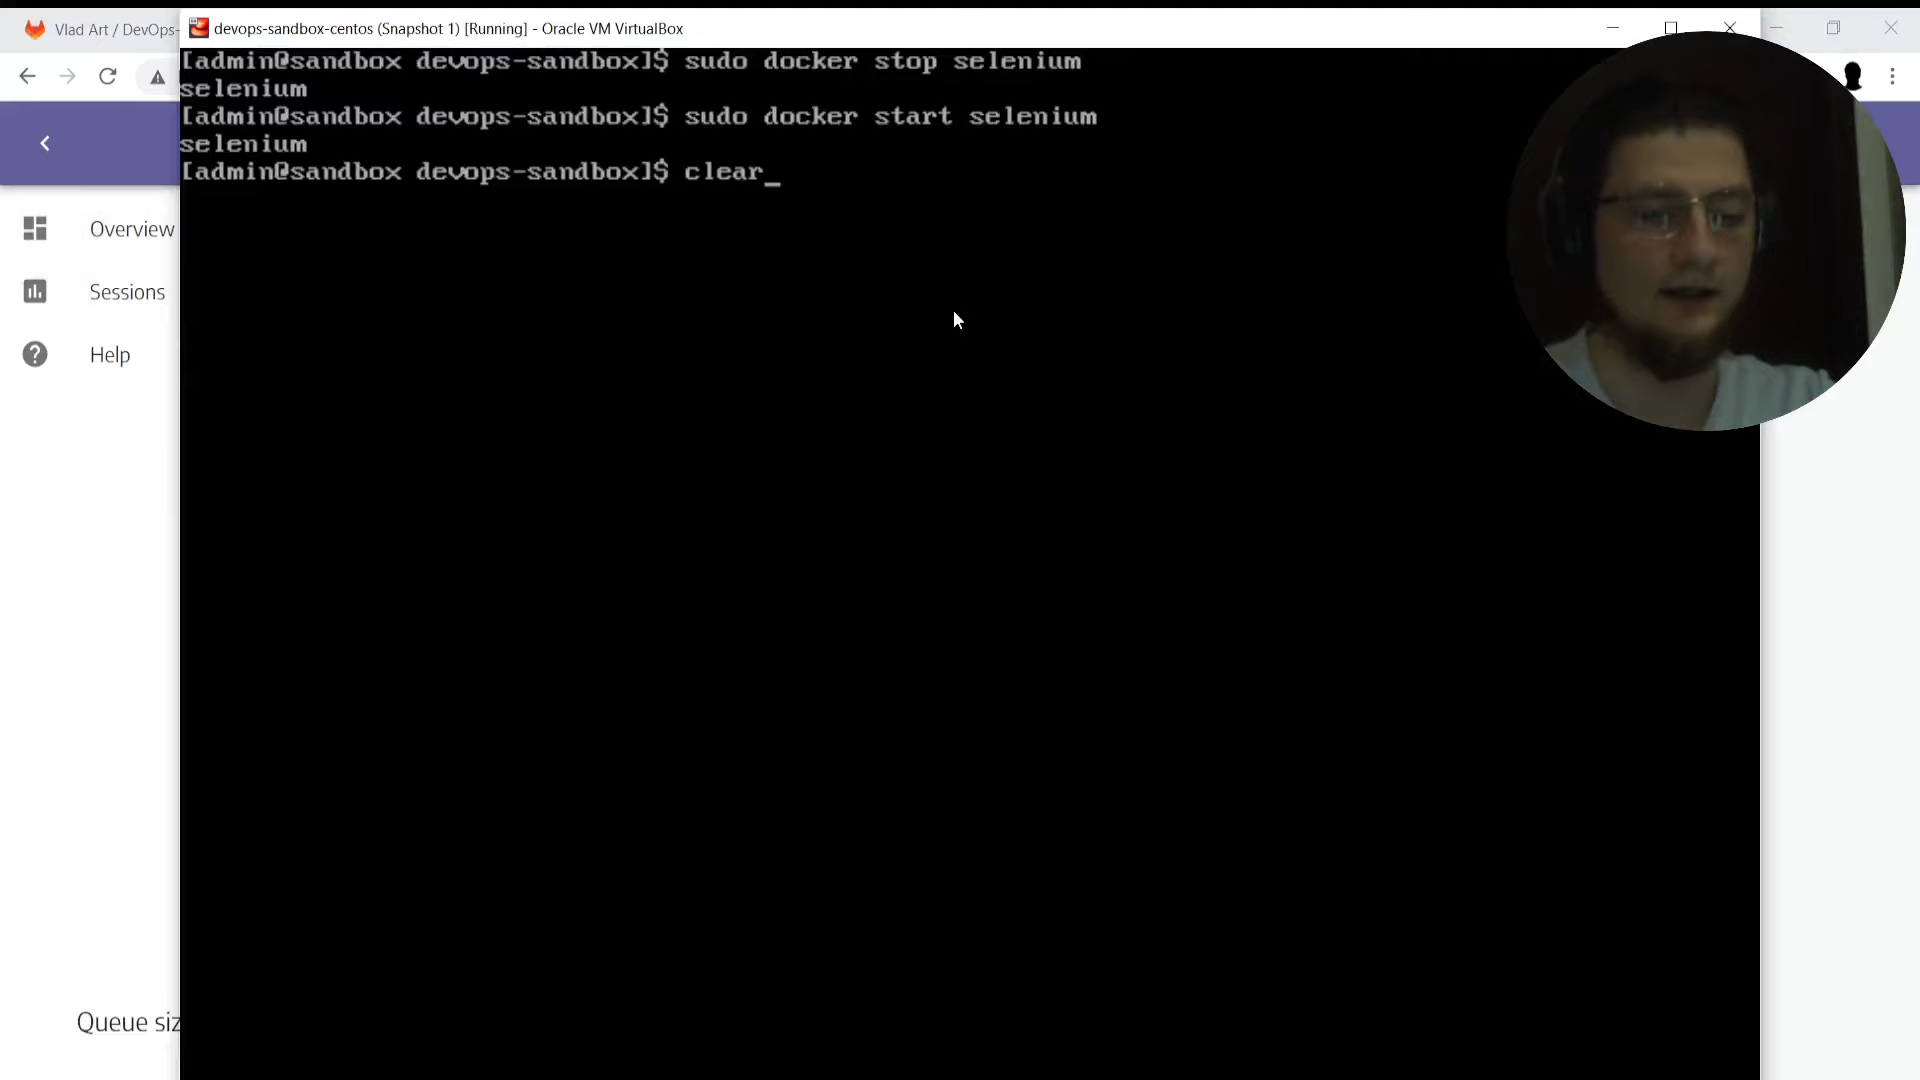 Vlad Art / DevOps-
devops-sandbox-centos (Snapshot 1) [Running] - Oracle VM VirtualBox
[admin@sandbox devops-sandbox]$ sudo docker stop selenium
selenium
[admin@sandbox devops-sandbox]$ sudo docker start selenium
selenium
[admin@sandbox devops-sandbox]$ clear_
Overview
Sessions
Help
Queue siz